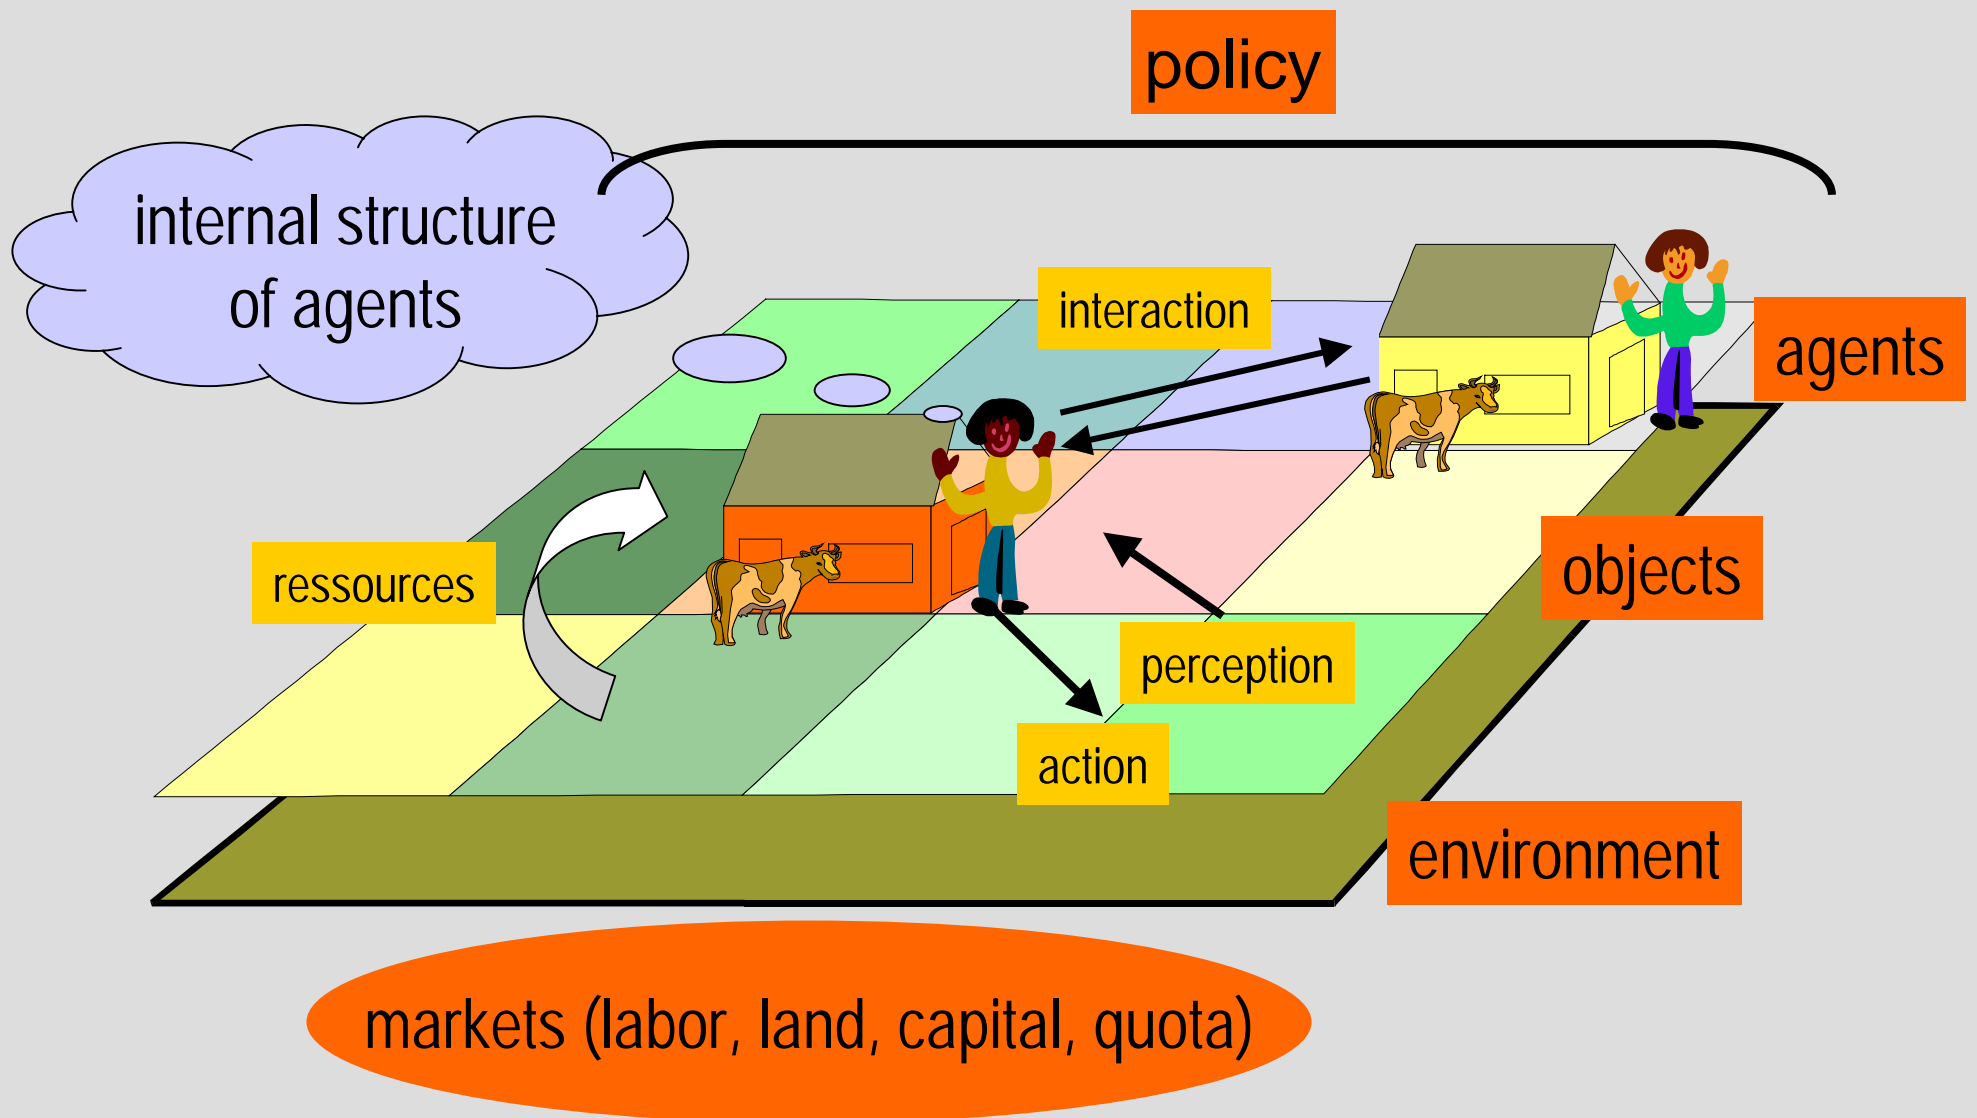 policy
internal structure
of agents
interaction
agents
ressources
objects
perception
action
environment
markets (labor, land, capital, quota)